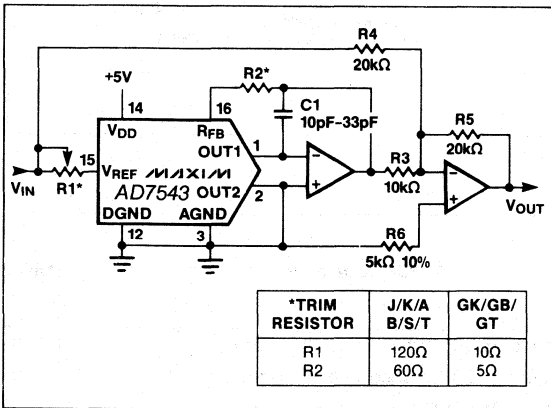 R4
20kΩ
+5V
R2*
14
16
C1
10pF–33pF
R5
20kΩ
VDD
RFB
1
OUT1
–
+
15
VREF MAXIM
R3
10kΩ
–
+
VIN
R1*
AD7543 OUT2
2
VOUT
DGND AGND
12
3
R6
5kΩ 10%
*TRIM RESISTOR
J/K/A B/S/T
GK/GB/ GT
R1 120Ω 10Ω
R2 60Ω 5Ω